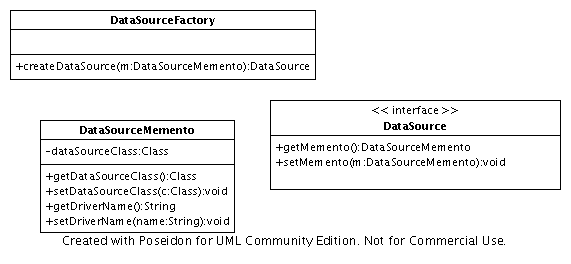 DataSourceFactory
+createDataSource(m:DataSourceMemento):DataSource
<< interface >>
DataSource
+getMemento():DataSourceMemento
+setMemento(m:DataSourceMemento):void
DataSourceMemento
-dataSourceClass:Class
+getDataSourceClass():Class
+setDataSourceClass(c:Class):void
+getDriverName():String
+setDriverName(name:String):void
Created with Poseidon for UML Community Edition. Not for Commercial Use.